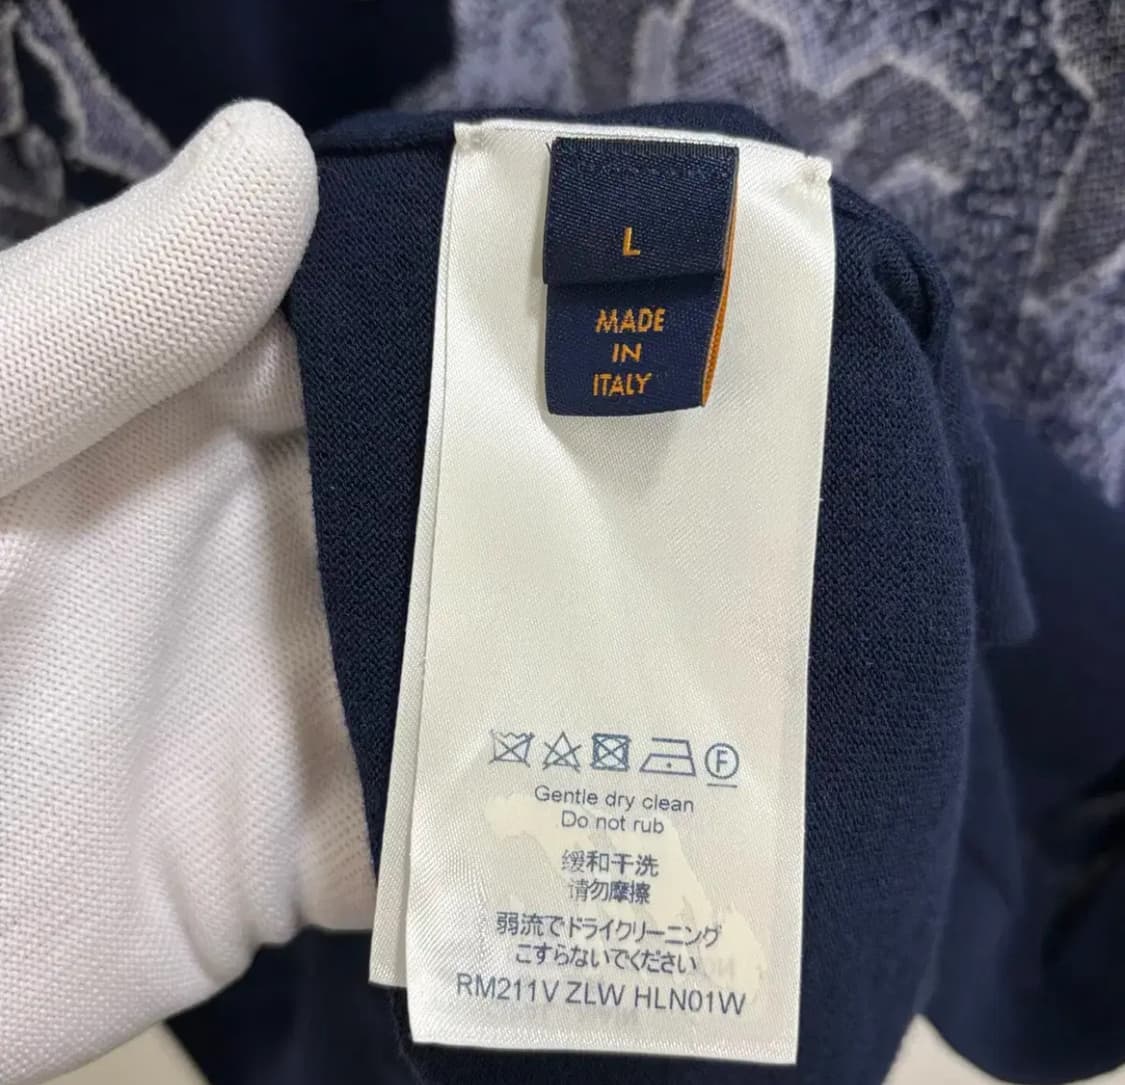 L
MADE
IN
ITALY
F
Gentle dry clean
Do not rub
缓和干洗
请勿摩擦
弱流でドライクリーニング
こすらないでください
RM211V ZLW HLN01W